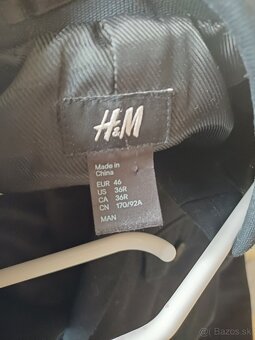 H&M
Made in
China
EUR 46
US 36R
CA 36R
CN 170/92A
MAN
Bazos.sk